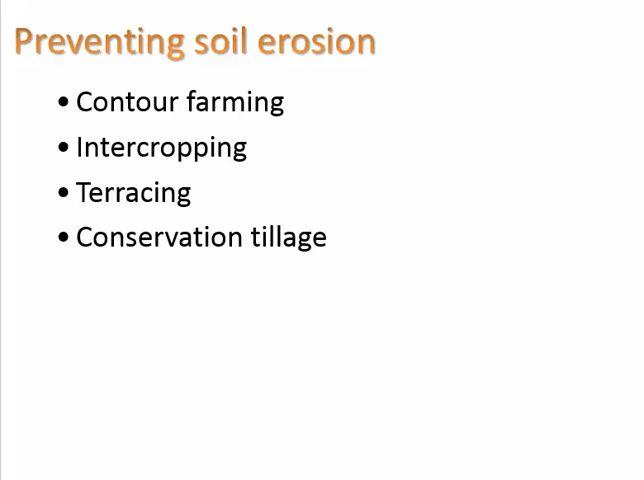 Preventing soil erosion
• Contour farming
• Intercropping
• Terracing
• Conservation tillage